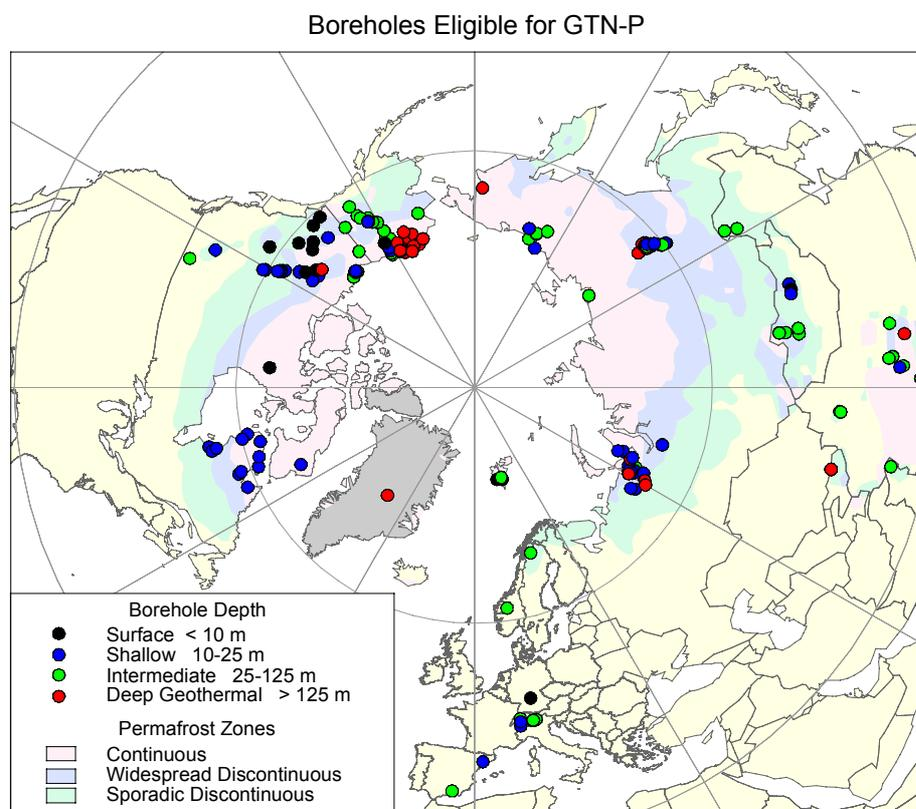 Boreholes Eligible for GTN-P
Borehole Depth
Surface < 10 m
Shallow 10-25 m
Intermediate 25-125 m
Deep Geothermal > 125 m
Permafrost Zones
Continuous
Widespread Discontinuous
Sporadic Discontinuous